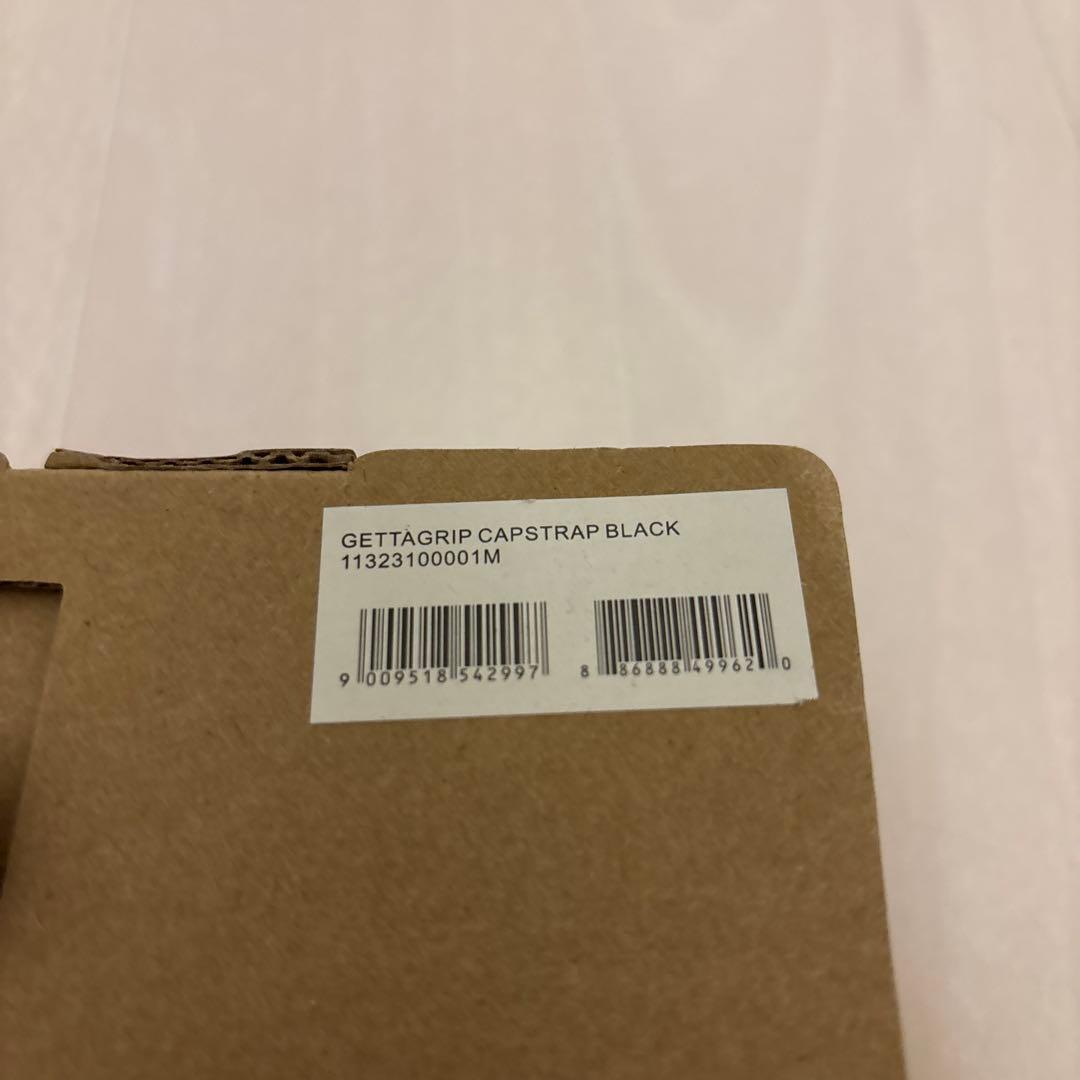 GETTAGRIP CAPSTRAP BLACK
11323100001M
9 009518 542997
8 86888 49962 0